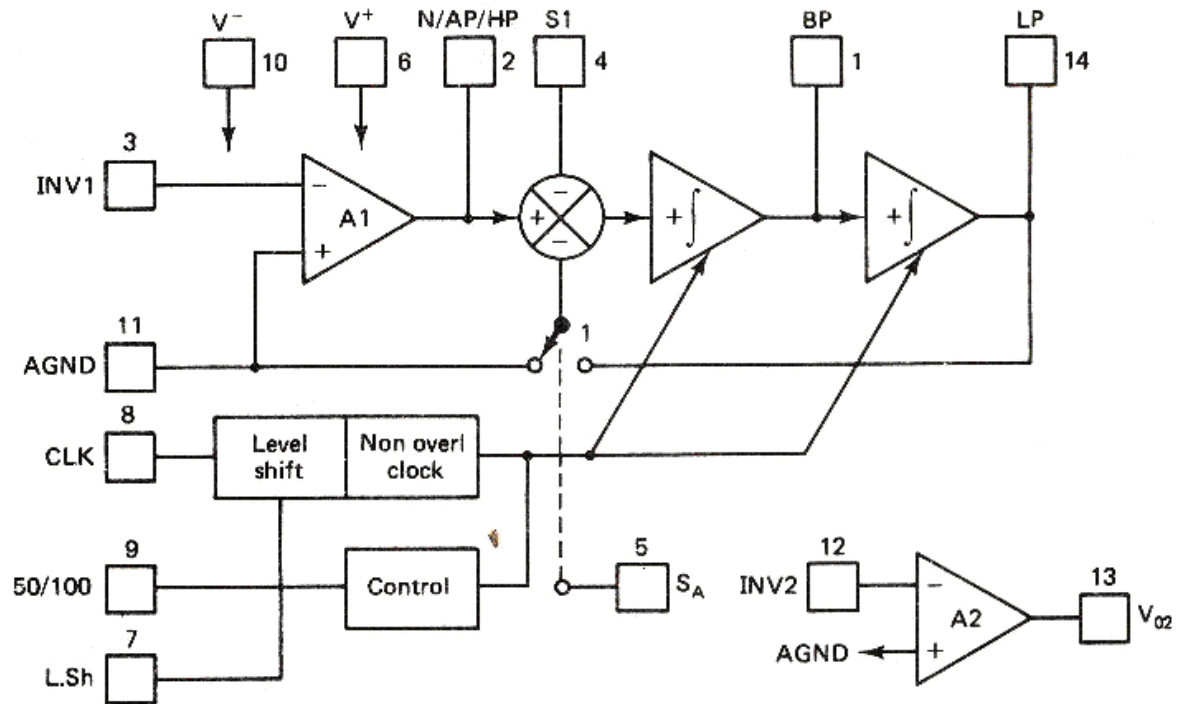 V⁻
V⁺
N/AP/HP
S1
BP
LP
10
6
2
4
1
14
3
INV1
−
A1
+
+
−
−
+∫
+∫
11
AGND
1
8
CLK
Level shift
Non overl clock
9
50/100
Control
5
S_A
7
L.Sh
12
INV2
−
A2
+
AGND
13
V₀₂